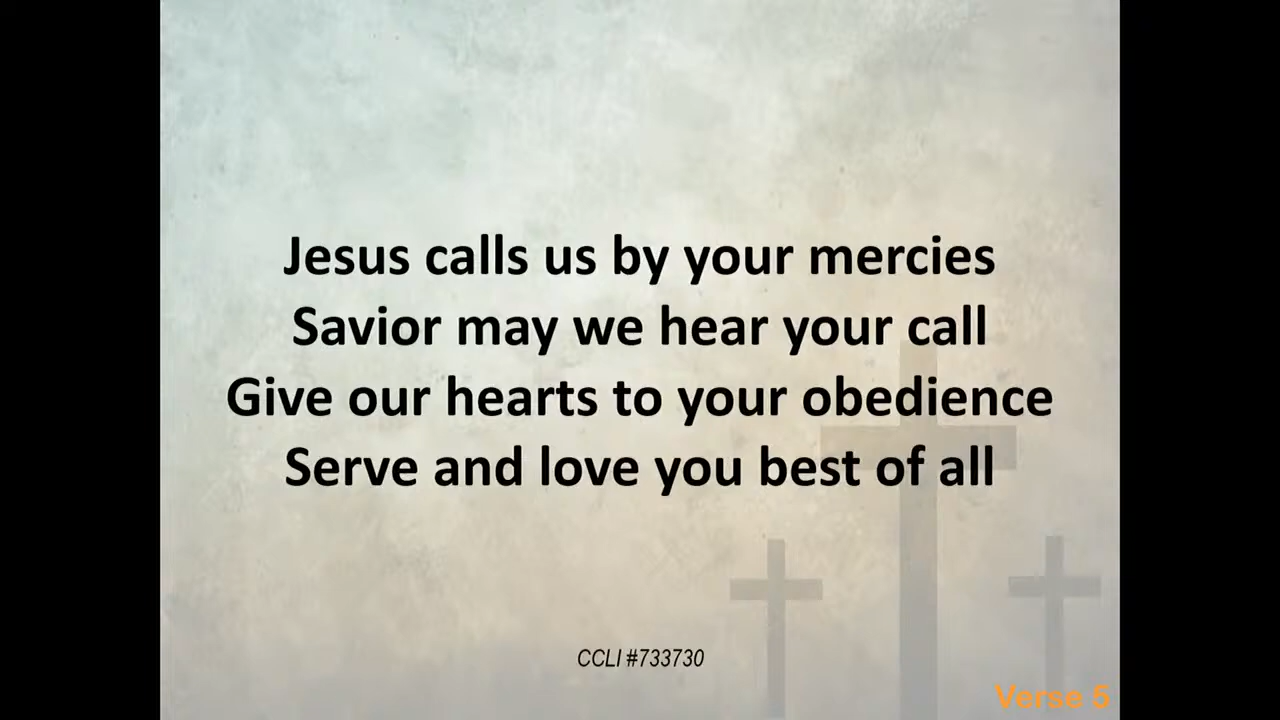 Jesus calls us by your mercies
Savior may we hear your call
Give our hearts to your obedience
Serve and love you best of all
CCLI #733730
Verse 5